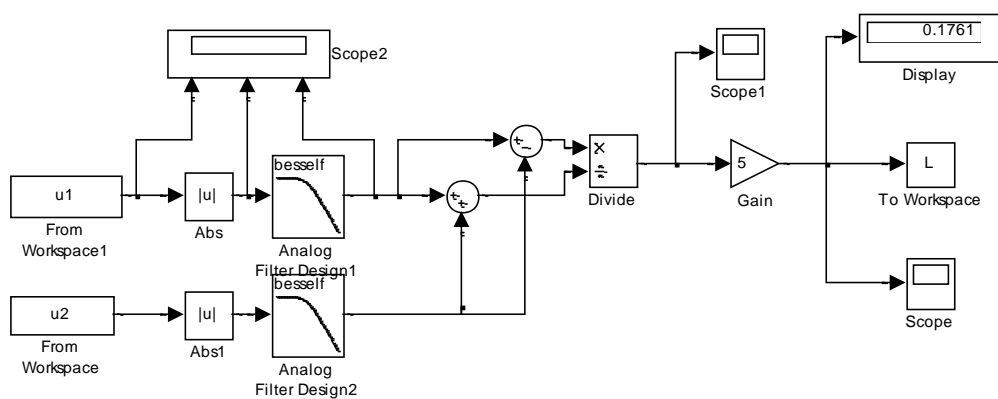 Scope2
0.1761
Display
Scope1
besself
x
÷
Divide
5
Gain
L
To Workspace
u1
From
Workspace1
|u|
Abs
Analog
Filter Design1
besself
u2
From
Workspace
|u|
Abs1
Analog
Filter Design2
Scope